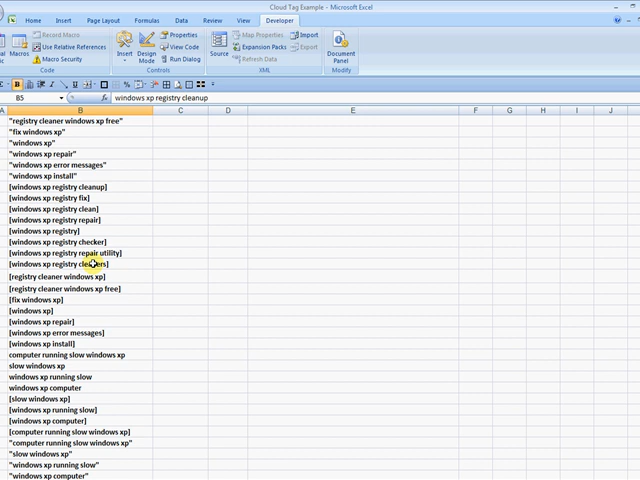 Cloud Tag Example - Microsoft Excel
Home Insert Page Layout Formulas Data Review View Developer
Macros
Record Macro
Use Relative References
Macro Security
Code
Insert
Design Mode
Properties
View Code
Run Dialog
Controls
Source
Map Properties
Expansion Packs
Refresh Data
Import
Export
XML
Document Panel
Modify
B5 fx windows xp registry cleanup
A B C D E F G H I J
"registry cleaner windows xp free"
"fix windows xp"
"windows xp"
"windows xp repair"
"windows xp error messages"
"windows xp install"
[windows xp registry cleanup]
[windows xp registry fix]
[windows xp registry clean]
[windows xp registry repair]
[windows xp registry]
[windows xp registry checker]
[windows xp registry repair utility]
[windows xp registry cleaners]
[registry cleaner windows xp]
[registry cleaner windows xp free]
[fix windows xp]
[windows xp]
[windows xp repair]
[windows xp error messages]
[windows xp install]
computer running slow windows xp
slow windows xp
windows xp running slow
windows xp computer
[slow windows xp]
[windows xp running slow]
[windows xp computer]
[computer running slow windows xp]
"computer running slow windows xp"
"slow windows xp"
"windows xp running slow"
"windows xp computer"